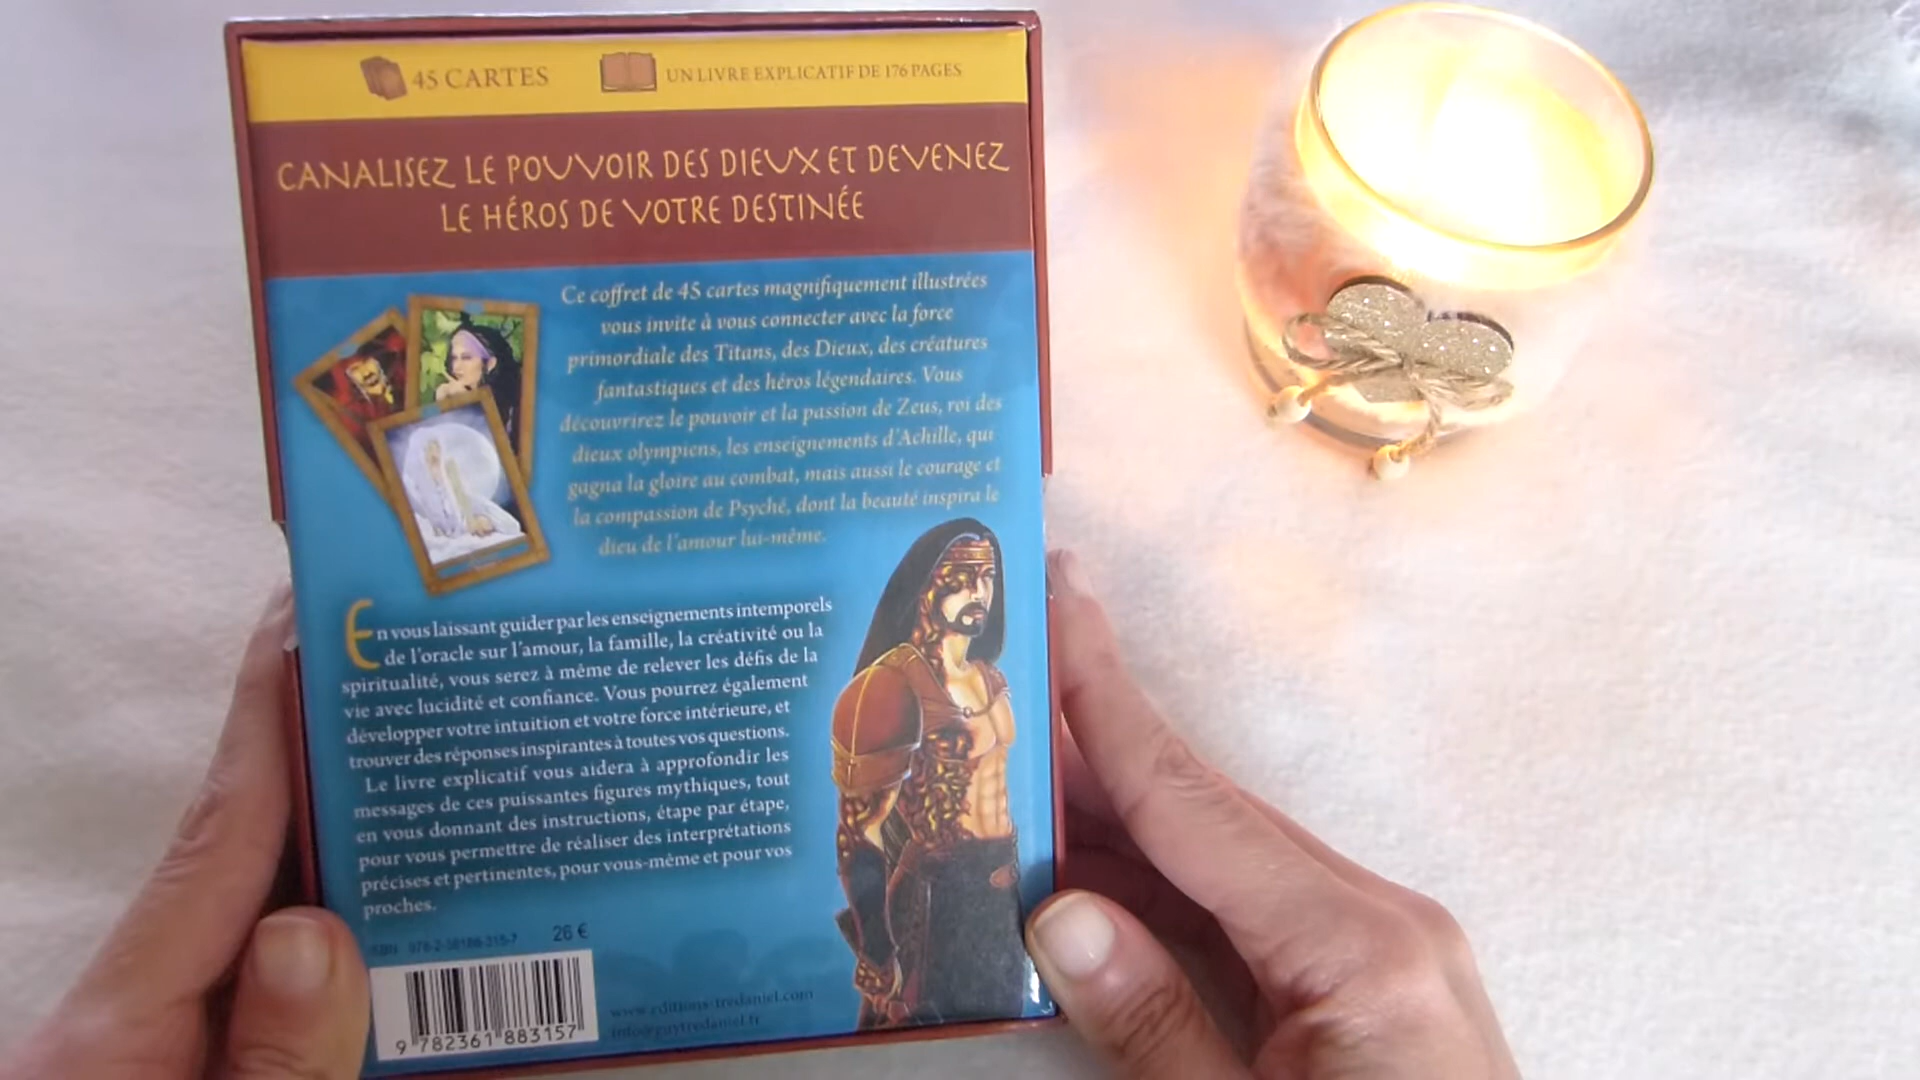 45 CARTES
UN LIVRE EXPLICATIF DE 176 PAGES
CANALISEZ LE POUVOIR DES DIEUX ET DEVENEZ
LE HÉROS DE VOTRE DESTINÉE
Ce coffret de 45 cartes magnifiquement illustrées
vous invite à vous connecter avec la force
primordiale des Titans, des Dieux, des créatures
fantastiques et des héros légendaires. Vous
découvrirez le pouvoir et la passion de Zeus, roi des
dieux olympiens, les enseignements d'Achille, qui
gagna la gloire au combat, mais aussi le courage et
la compassion de Psyché, dont la beauté inspira le
dieu de l'amour lui-même.
En vous laissant guider par les enseignements intemporels
de l'oracle sur l'amour, la famille, la créativité ou la
spiritualité, vous serez à même de relever les défis de la
vie avec lucidité et confiance. Vous pourrez également
développer votre intuition et votre force intérieure, et
trouver des réponses inspirantes à toutes vos questions.
Le livre explicatif vous aidera à approfondir les
messages de ces puissantes figures mythiques, tout
en vous donnant des instructions, étape par étape,
pour vous permettre de réaliser des interprétations
précises et pertinentes, pour vous-même et pour vos
proches.
ISBN 978-2-36188-315-7
26 €
www.editions-tredaniel.com
info@guytredaniel.fr
9 782361 883157